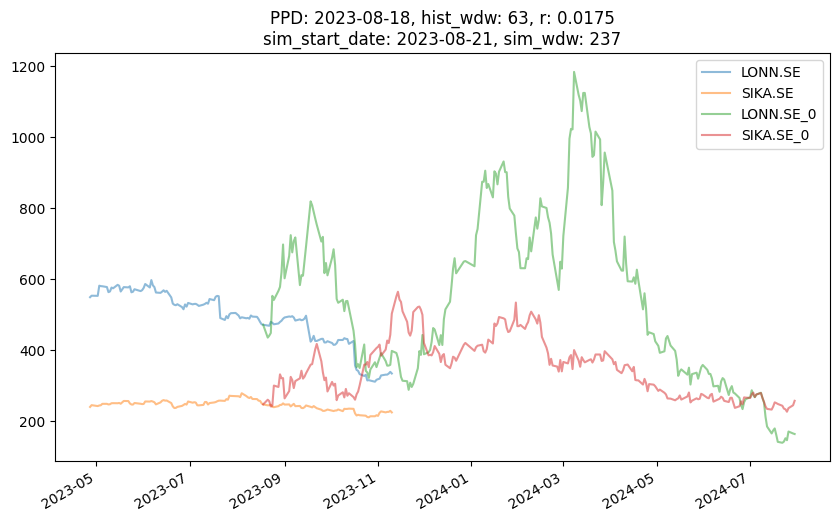 PPD: 2023-08-18, hist_wdw: 63, r: 0.0175
sim_start_date: 2023-08-21, sim_wdw: 237
LONN.SE
SIKA.SE
LONN.SE_0
SIKA.SE_0
1200
1000
800
600
400
200
2023-05
2023-07
2023-09
2023-11
2024-01
2024-03
2024-05
2024-07